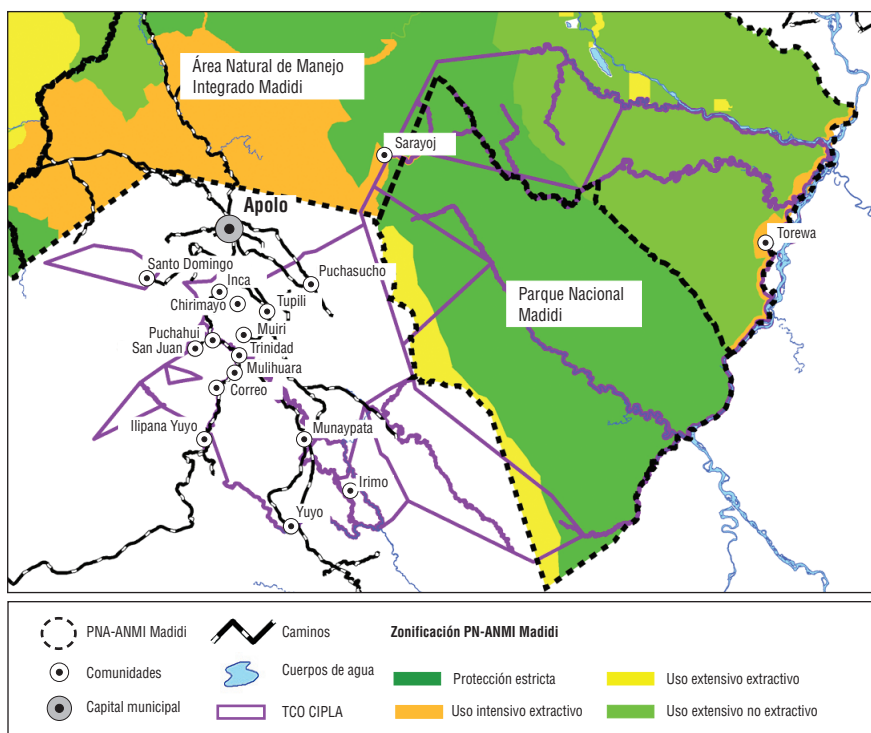 Área Natural de Manejo
Integrado Madidi
Sarayoj
Apolo
Torewa
Santo Domingo
Puchasucho
Inca
Chirimayo
Tupili
Parque Nacional
Madidi
Puchahui
Muiri
San Juan
Trinidad
Mulihuara
Correo
Ilipana Yuyo
Munaypata
Irimo
Yuyo
PNA-ANMI Madidi
Caminos
Zonificación PN-ANMI Madidi
Comunidades
Cuerpos de agua
Protección estricta
Uso extensivo extractivo
Capital municipal
TCO CIPLA
Uso intensivo extractivo
Uso extensivo no extractivo